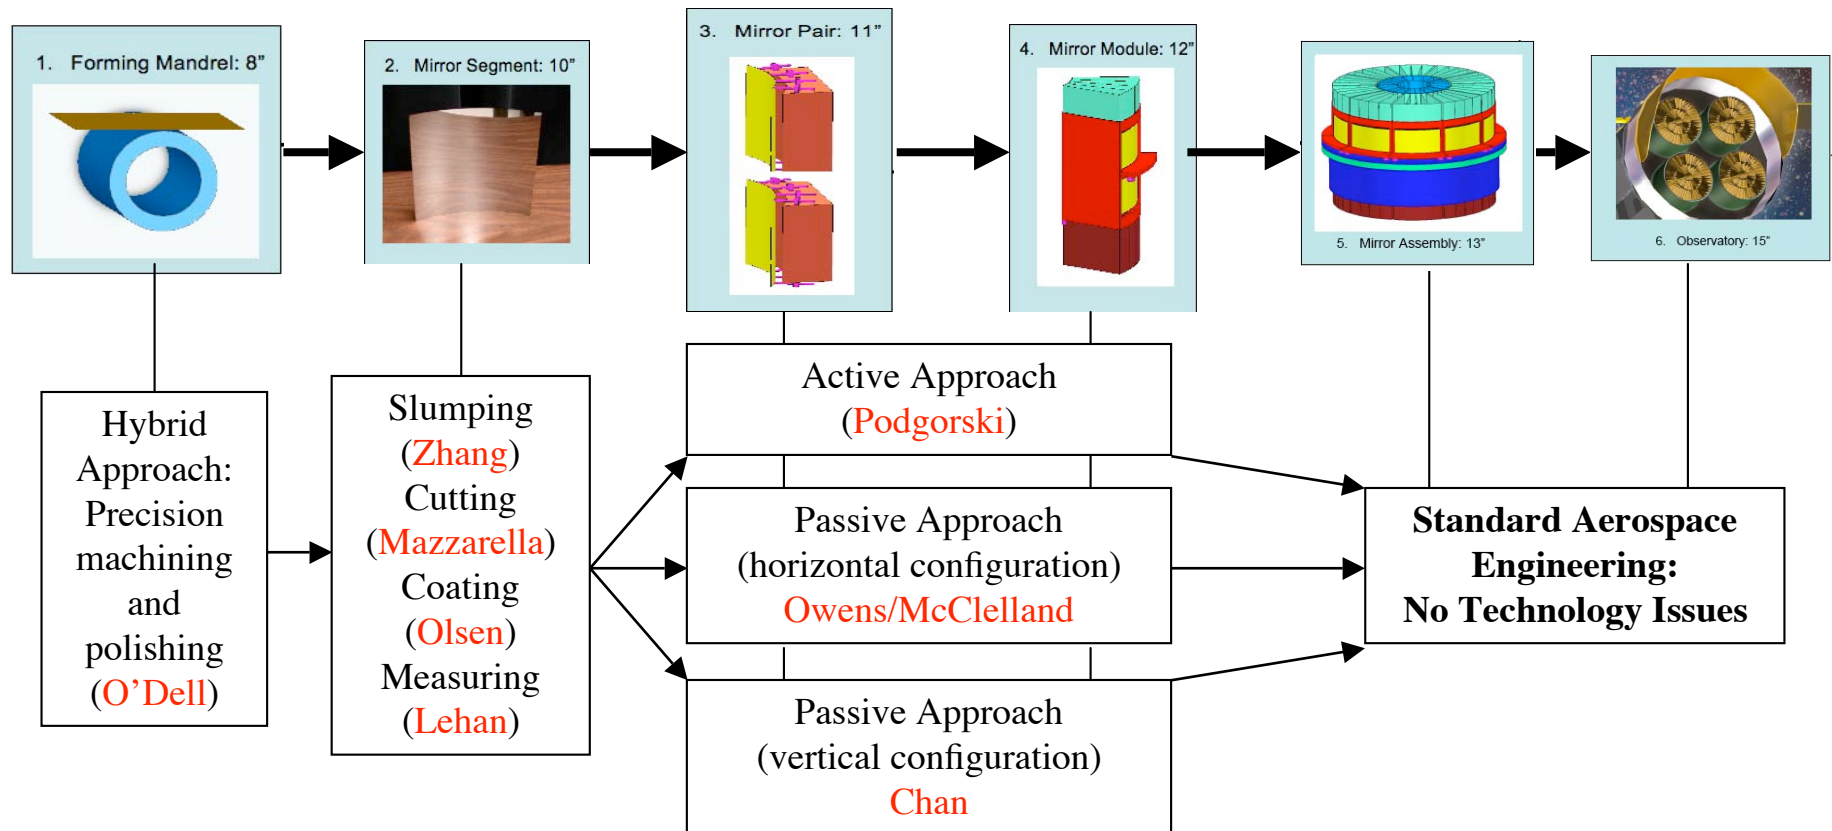 1. Forming Mandrel: 8”
2. Mirror Segment: 10”
3. Mirror Pair: 11”
4. Mirror Module: 12”
5. Mirror Assembly: 13”
6. Observatory: 15”
Hybrid
Approach:
Precision
machining
and
polishing
(O’Dell)
Slumping
(Zhang)
Cutting
(Mazzarella)
Coating
(Olsen)
Measuring
(Lehan)
Active Approach
(Podgorski)
Passive Approach
(horizontal configuration)
Owens/McClelland
Passive Approach
(vertical configuration)
Chan
Standard Aerospace
Engineering:
No Technology Issues